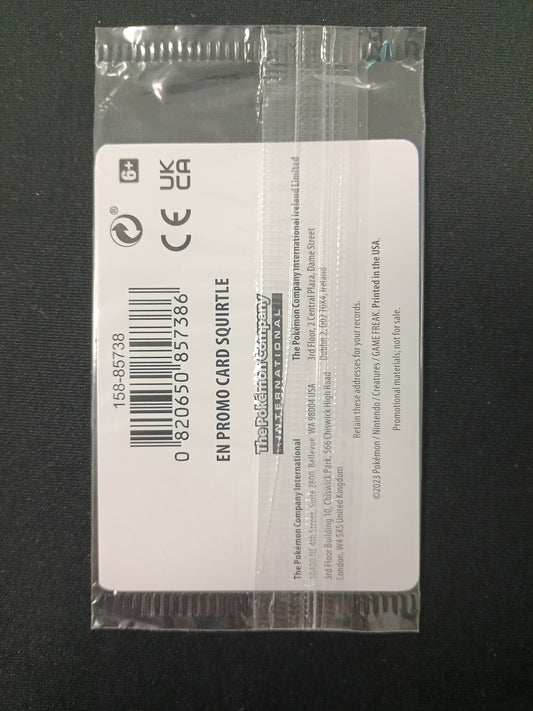 158-85738
0 820650 857386
6+
UK
CA
CE
EN PROMO CARD SQUIRTLE
The Pokémon Company
INTERNATIONAL
The Pokémon Company International
10400 NE 4th Street, Suite 2800, Bellevue, WA 98004 USA
3rd Floor Building 10, Chiswick Park, 566 Chiswick High Road
London, W4 5XS United Kingdom
The Pokémon Company International Ireland Limited
3rd Floor, 2 Central Plaza, Dame Street
Dublin 2, D02 T0X4, Ireland
Retain these addresses for your records.
©2023 Pokémon / Nintendo / Creatures / GAME FREAK. Printed in the USA.
Promotional materials; not for sale.